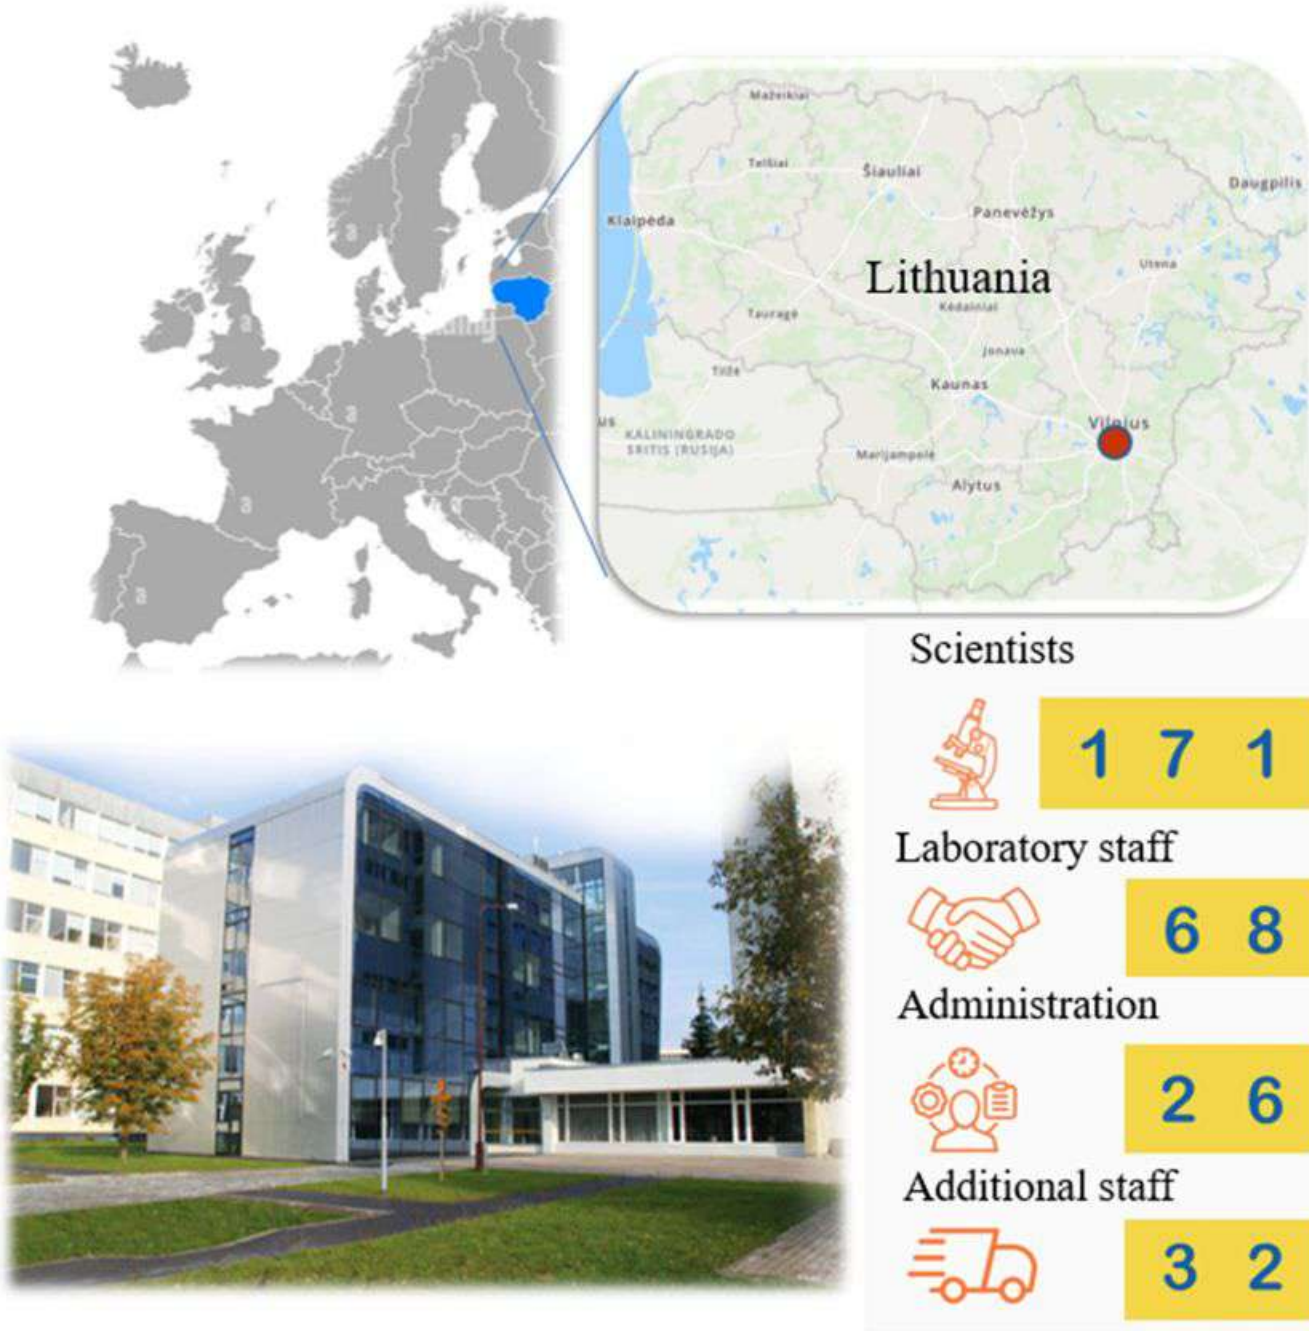 Mažeikiai
Telšiai
Šiauliai
Daugpilis
Panevėžys
Klaipėda
Utena
Lithuania
Kėdainiai
Tauragė
Jonava
Tilžė
Kaunas
Vilnius
us
KALININGRADO
SRITIS (RUSIJA)
Marijampolė
Alytus
Scientists
1 7 1
Laboratory staff
6 8
Administration
2 6
Additional staff
3 2